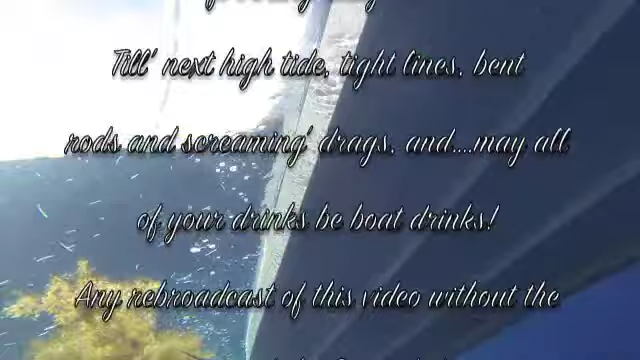 Till' next high tide, tight lines, bent
rods and screaming' drags, and....may all
of your drinks be boat drinks!
Any rebroadcast of this video without the